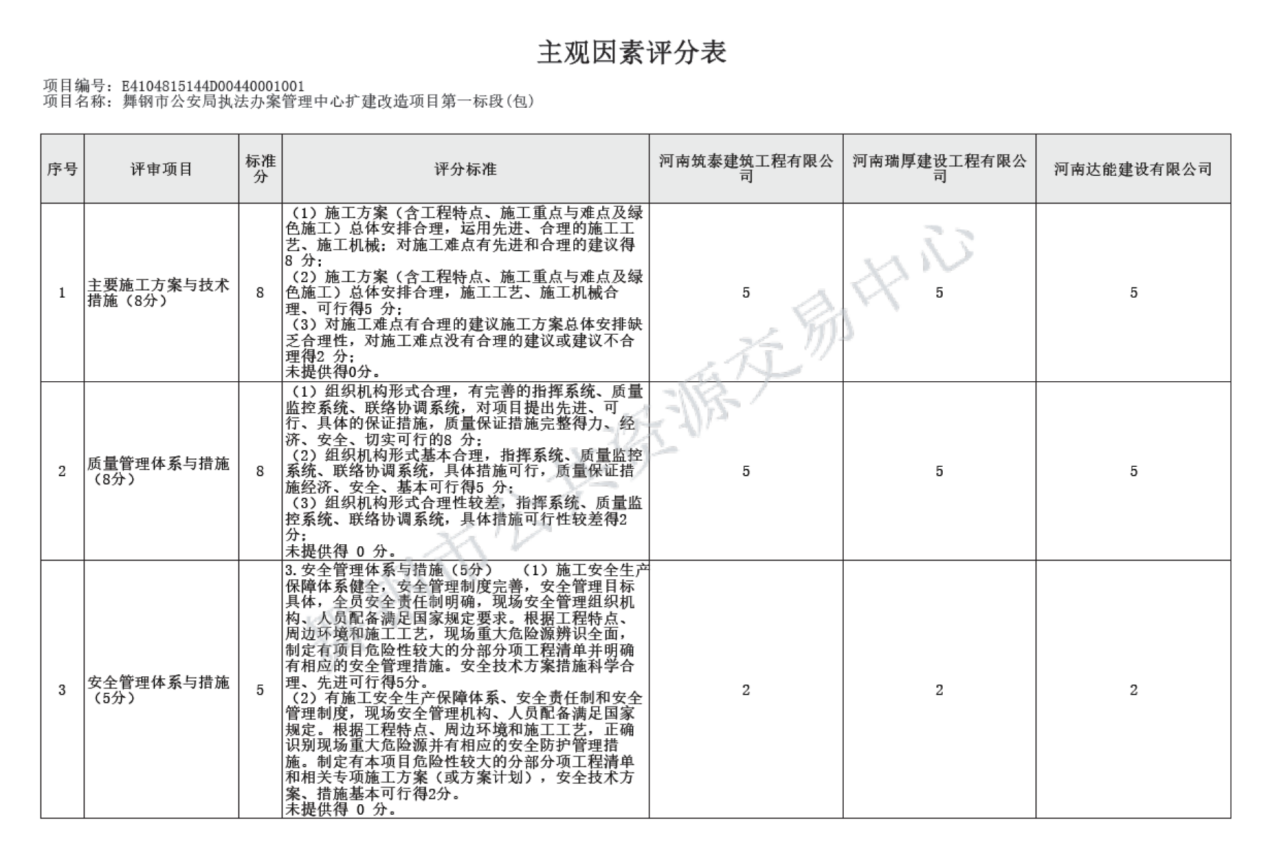 主观因素评分表
项目编号：E4104815144D00440001001
项目名称：舞钢市公安局执法办案管理中心扩建改造项目第一标段(包)
序号
评审项目
标准
分
评分标准
河南筑泰建筑工程有限公
司
河南瑞厚建设工程有限公
司
河南达能建设有限公司
1
主要施工方案与技术
措施（8分）
8
（1）施工方案（含工程特点、施工重点与难点及绿
色施工）总体安排合理，运用先进、合理的施工工
艺、施工机械；对施工难点有先进和合理的建议得
8 分；
（2）施工方案（含工程特点、施工重点与难点及绿
色施工）总体安排合理，施工工艺、施工机械合
理、可行得5 分；
（3）对施工难点有合理的建议施工方案总体安排缺
乏合理性，对施工难点没有合理的建议或建议不合
理得2 分；
未提供得0分。
5
5
5
2
质量管理体系与措施
（8分）
8
（1）组织机构形式合理，有完善的指挥系统、质量
监控系统、联络协调系统，对项目提出先进、可
行、具体的保证措施，质量保证措施完整得力、经
济、安全、切实可行的8 分；
（2）组织机构形式基本合理，指挥系统、质量监控
系统、联络协调系统，具体措施可行，质量保证措
施经济、安全、基本可行得5 分；
（3）组织机构形式合理性较差，指挥系统、质量监
控系统、联络协调系统，具体措施可行性较差得2
分；
未提供得 0 分。
5
5
5
3
安全管理体系与措施
（5分）
5
3.安全管理体系与措施（5分） （1）施工安全生产
保障体系健全，安全管理制度完善，安全管理目标
具体，全员安全责任制明确，现场安全管理组织机
构、人员配备满足国家规定要求。根据工程特点、
周边环境和施工工艺，现场重大危险源辨识全面，
制定有项目危险性较大的分部分项工程清单并明确
有相应的安全管理措施。安全技术方案措施科学合
理、先进可行得5分。
（2）有施工安全生产保障体系、安全责任制和安全
管理制度，现场安全管理机构、人员配备满足国家
规定。根据工程特点、周边环境和施工工艺，正确
识别现场重大危险源并有相应的安全防护管理措
施。制定有本项目危险性较大的分部分项工程清单
和相关专项施工方案（或方案计划），安全技术方
案、措施基本可行得2分。
未提供得 0 分。
2
2
2
舞钢市公共资源交易中心